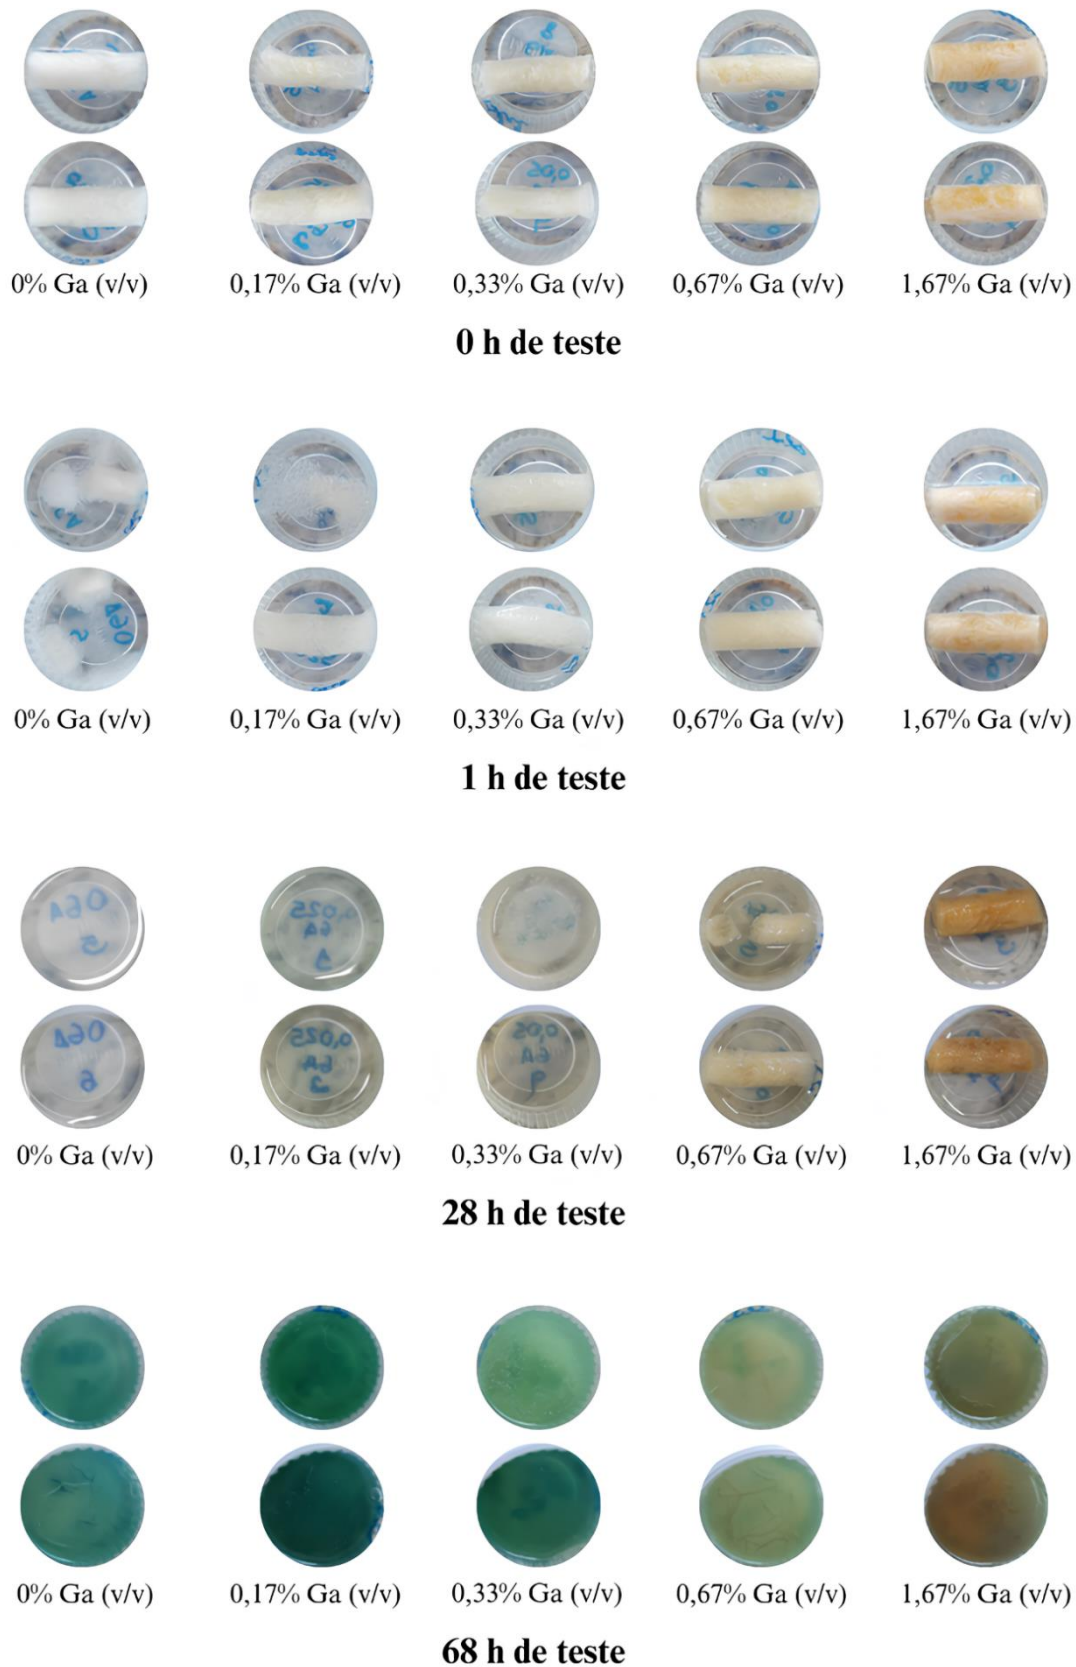 0% Ga (v/v) 0,17% Ga (v/v) 0,33% Ga (v/v) 0,67% Ga (v/v) 1,67% Ga (v/v)
0 h de teste
0% Ga (v/v) 0,17% Ga (v/v) 0,33% Ga (v/v) 0,67% Ga (v/v) 1,67% Ga (v/v)
1 h de teste
0GA 0,025 
5 GA
0GA 0,025 0,05
6 GA GA
2 9
0% Ga (v/v) 0,17% Ga (v/v) 0,33% Ga (v/v) 0,67% Ga (v/v) 1,67% Ga (v/v)
28 h de teste
0% Ga (v/v) 0,17% Ga (v/v) 0,33% Ga (v/v) 0,67% Ga (v/v) 1,67% Ga (v/v)
68 h de teste